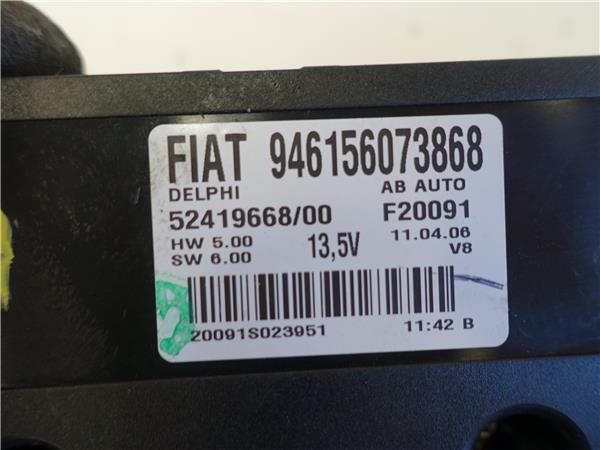 FIAT 946156073868
DELPHI AB AUTO
52419668/00 F20091
HW 5.00 13,5V 11.04.06
SW 6.00 V8
20091S023951 11:42 B